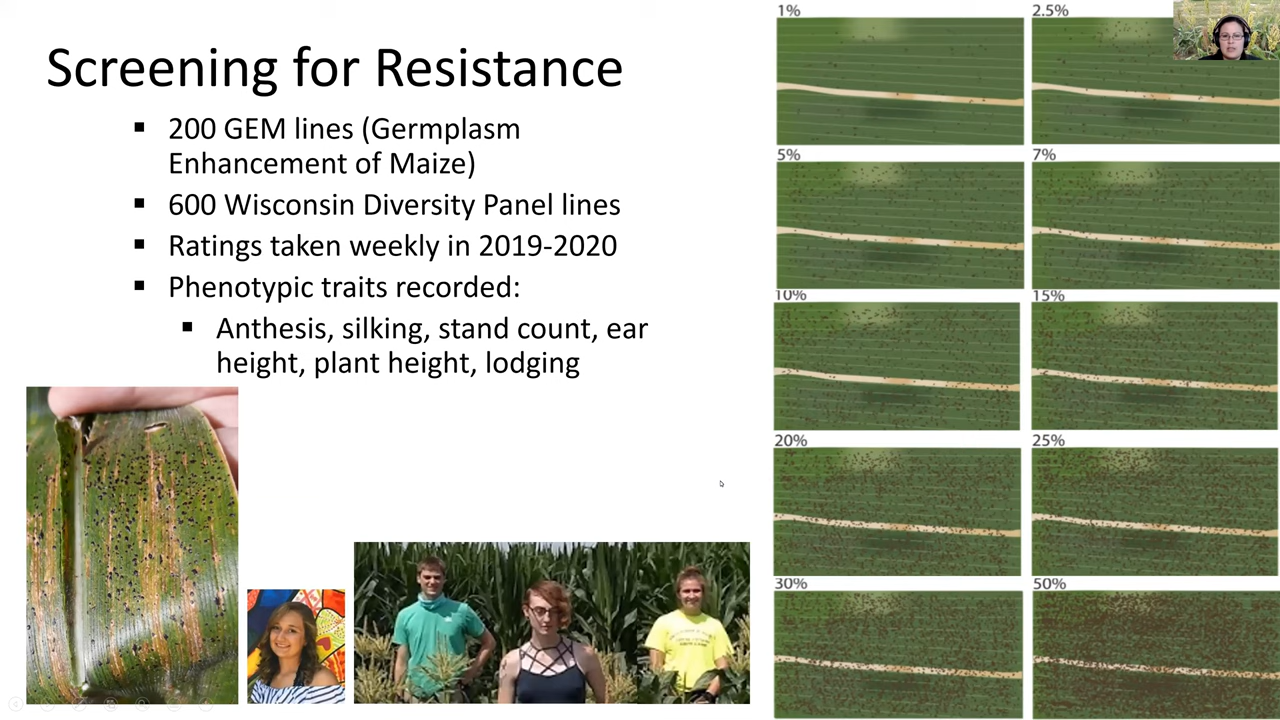 Screening for Resistance
▪ 200 GEM lines (Germplasm
Enhancement of Maize)
▪ 600 Wisconsin Diversity Panel lines
▪ Ratings taken weekly in 2019-2020
▪ Phenotypic traits recorded:
▪ Anthesis, silking, stand count, ear
height, plant height, lodging
1%
2.5%
5%
7%
10%
15%
20%
25%
30%
50%